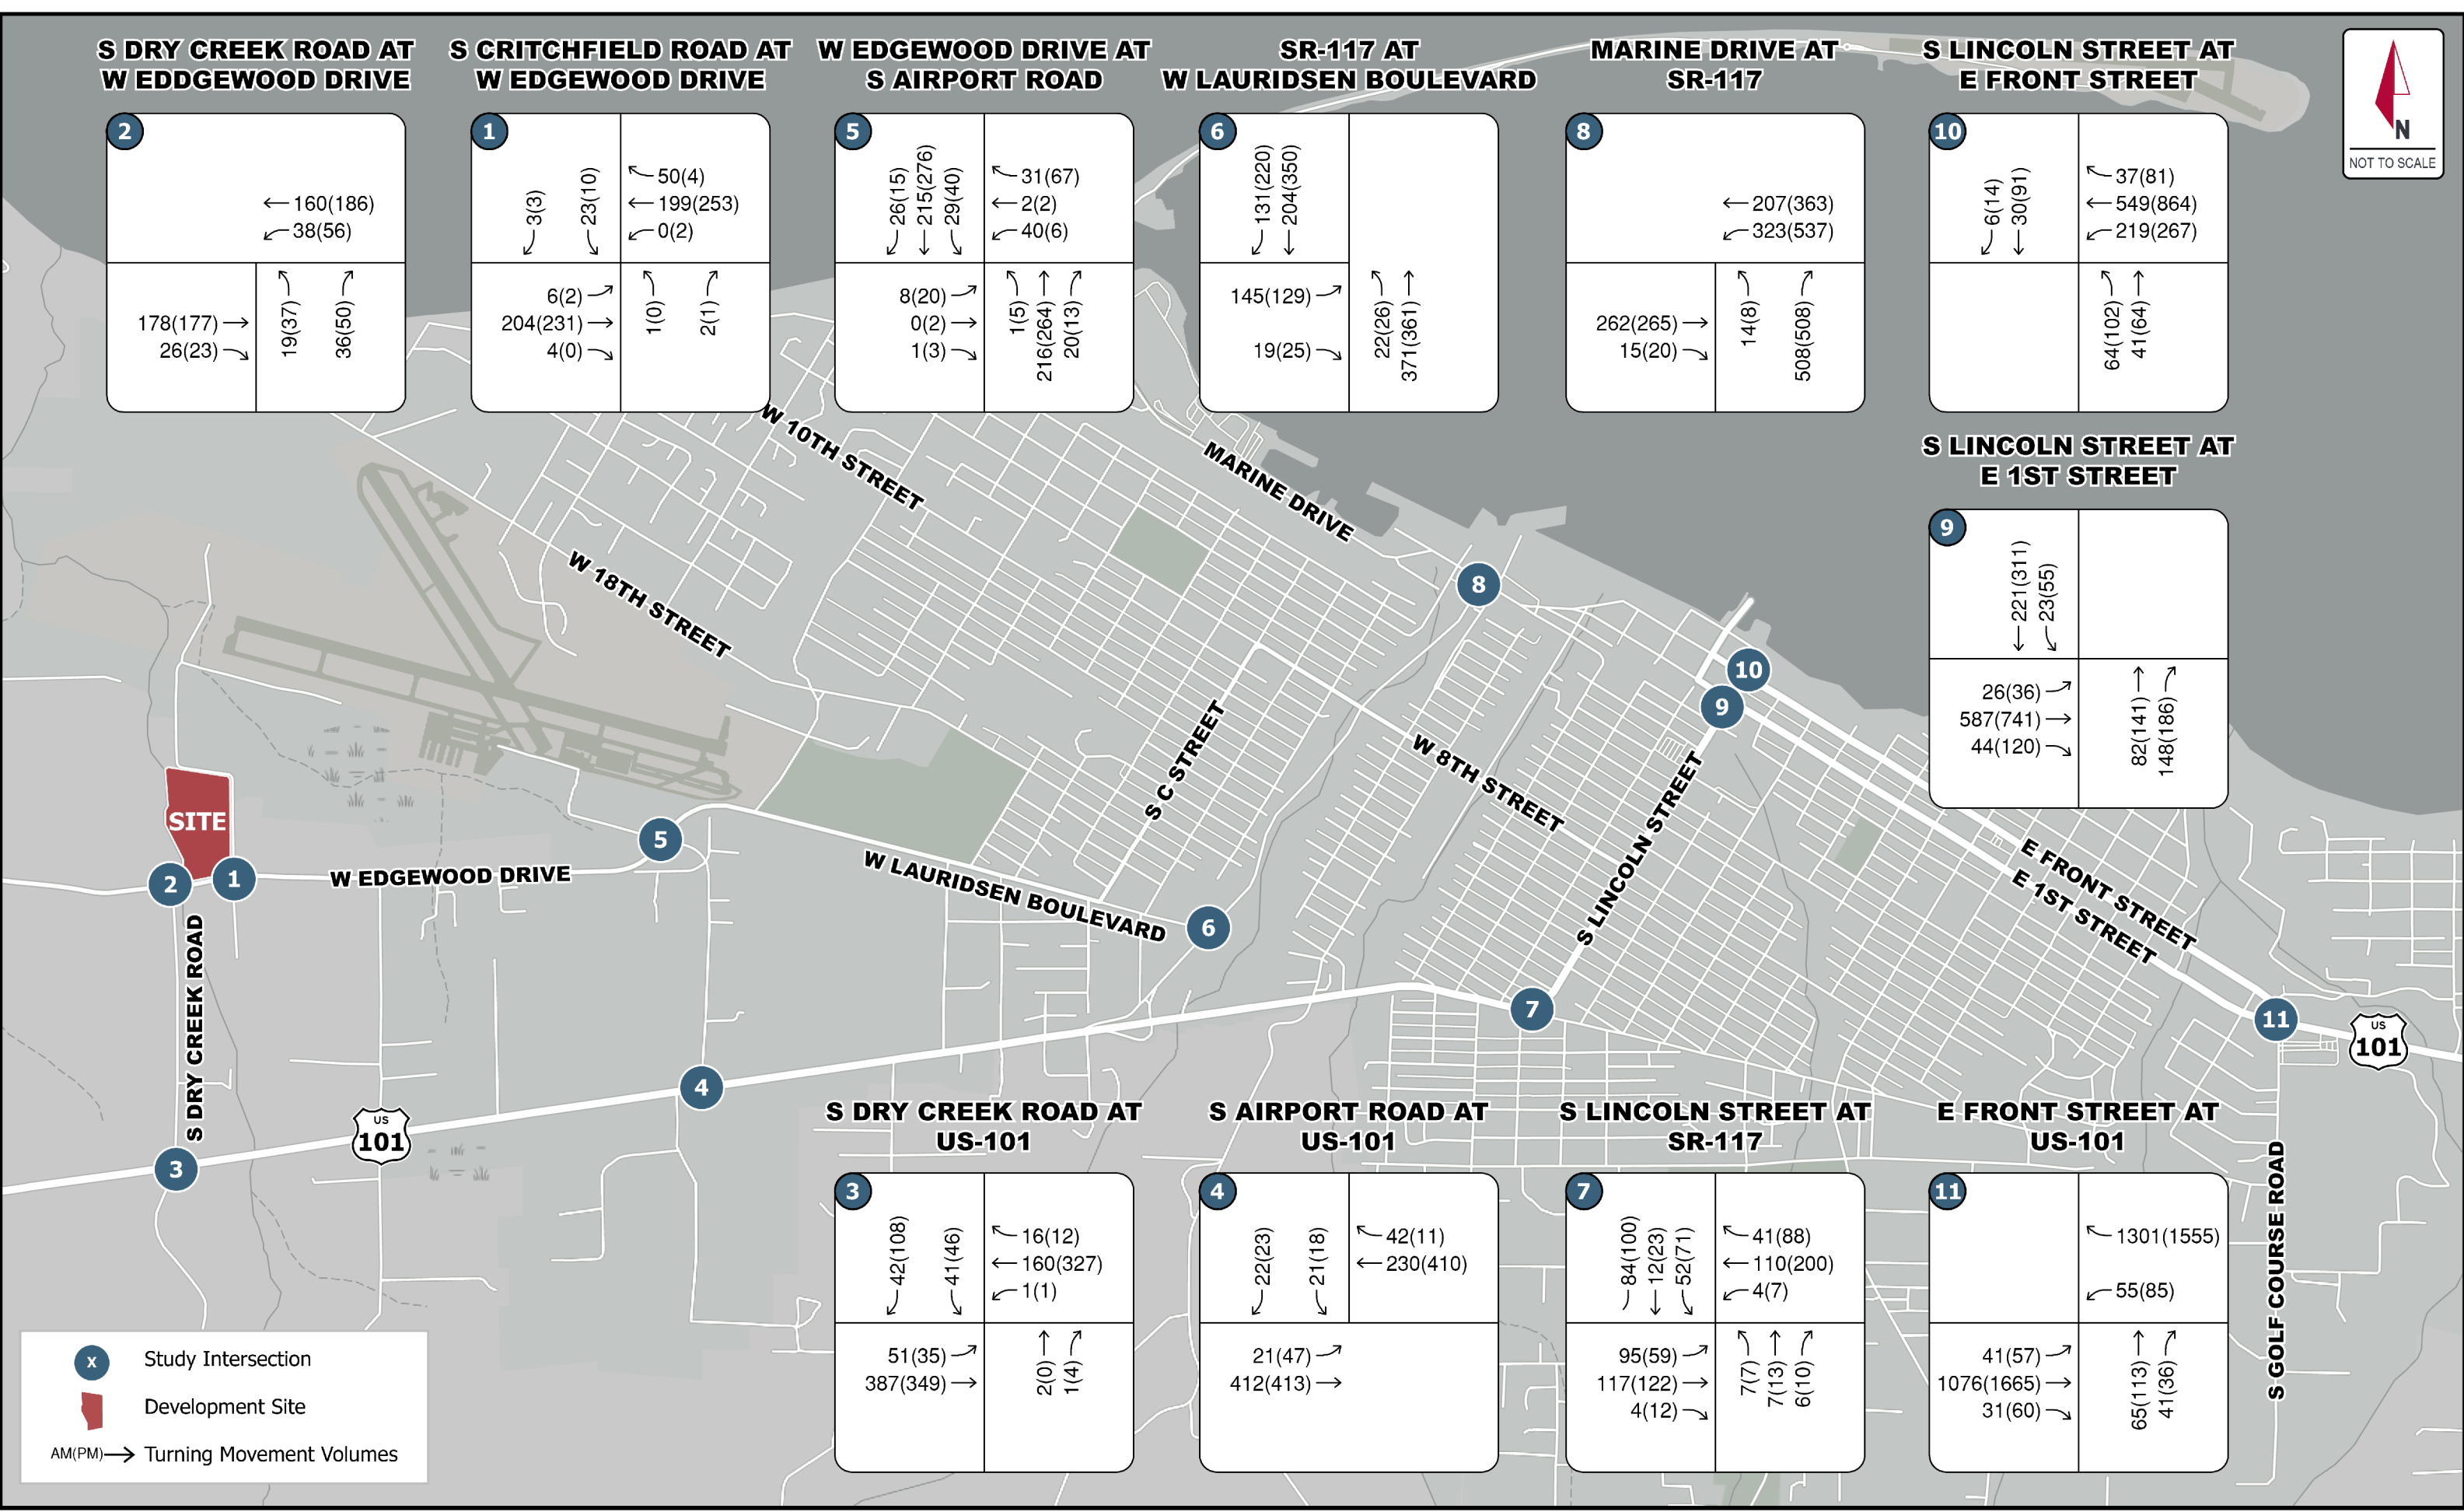 S DRY CREEK ROAD AT
W EDDGEWOOD DRIVE
2
160(186)
38(56)
178(177)
26(23)
19(37)
36(50)
S CRITCHFIELD ROAD AT
W EDGEWOOD DRIVE
1
3(3)
23(10)
50(4)
199(253)
0(2)
6(2)
204(231)
4(0)
1(0)
2(1)
W EDGEWOOD DRIVE AT
S AIRPORT ROAD
5
26(15)
215(276)
29(40)
31(67)
2(2)
40(6)
8(20)
0(2)
1(3)
1(5)
216(264)
20(13)
SR-117 AT
W LAURIDSEN BOULEVARD
6
131(220)
204(350)
145(129)
19(25)
22(26)
371(361)
MARINE DRIVE AT
SR-117
8
207(363)
323(537)
262(265)
15(20)
14(8)
508(508)
S LINCOLN STREET AT
E FRONT STREET
10
6(14)
30(91)
37(81)
549(864)
219(267)
64(102)
41(64)
N
NOT TO SCALE
S LINCOLN STREET AT
E 1ST STREET
9
221(311)
23(55)
26(36)
587(741)
44(120)
82(141)
148(186)
W 10TH STREET
MARINE DRIVE
W 18TH STREET
8
10
9
S C STREET
W 8TH STREET
S LINCOLN STREET
SITE
5
2
1
W EDGEWOOD DRIVE
W LAURIDSEN BOULEVARD
6
E FRONT STREET
E 1ST STREET
S DRY CREEK ROAD
7
11
US
101
4
US
101
3
S GOLF COURSE ROAD
S DRY CREEK ROAD AT
US-101
3
42(108)
41(46)
16(12)
160(327)
1(1)
51(35)
387(349)
2(0)
1(4)
S AIRPORT ROAD AT
US-101
4
22(23)
21(18)
42(11)
230(410)
21(47)
412(413)
S LINCOLN STREET AT
SR-117
7
84(100)
12(23)
52(71)
41(88)
110(200)
4(7)
95(59)
117(122)
4(12)
7(7)
7(13)
6(10)
E FRONT STREET AT
US-101
11
1301(1555)
55(85)
41(57)
1076(1665)
31(60)
65(113)
41(36)
X
Study Intersection
Development Site
AM(PM) Turning Movement Volumes